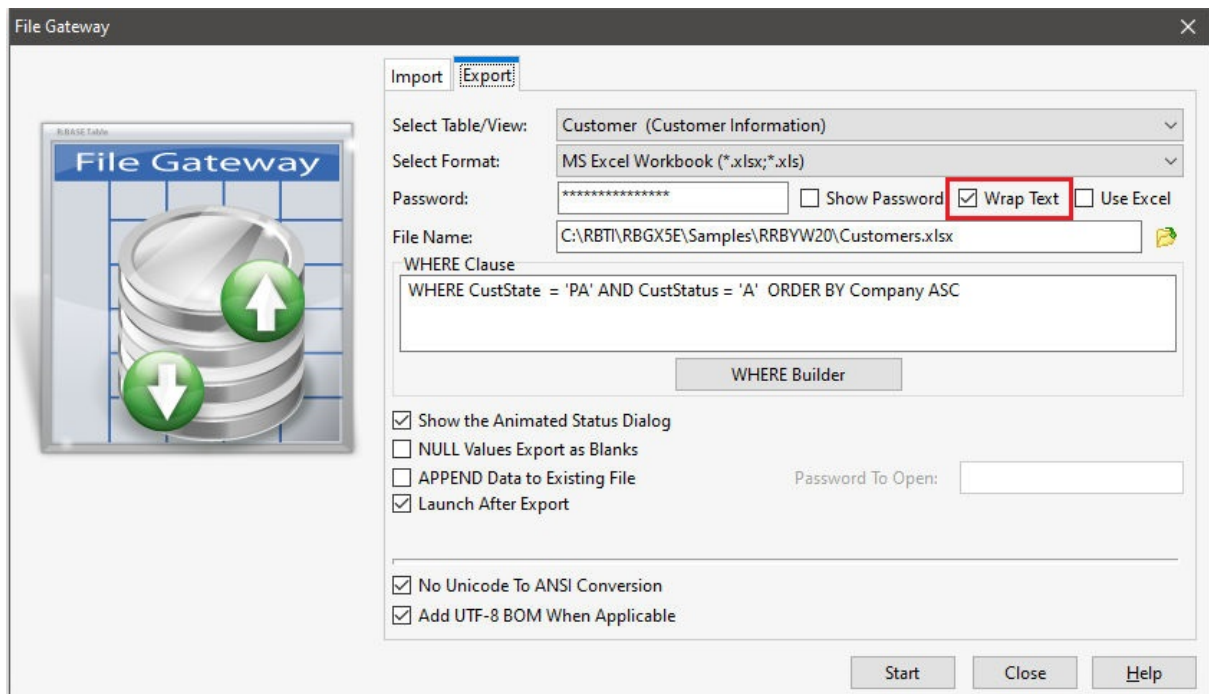 File Gateway
R:BASE Table
File Gateway
Import Export
Select Table/View: Customer (Customer Information)
Select Format: MS Excel Workbook (*.xlsx;*.xls)
Password: *************** Show Password Wrap Text Use Excel
File Name: C:\RBTI\RBGX5E\Samples\RRBYW20\Customers.xlsx
WHERE Clause
WHERE CustState = 'PA' AND CustStatus = 'A' ORDER BY Company ASC
WHERE Builder
Show the Animated Status Dialog
NULL Values Export as Blanks
APPEND Data to Existing File Password To Open:
Launch After Export
No Unicode To ANSI Conversion
Add UTF-8 BOM When Applicable
Start Close Help